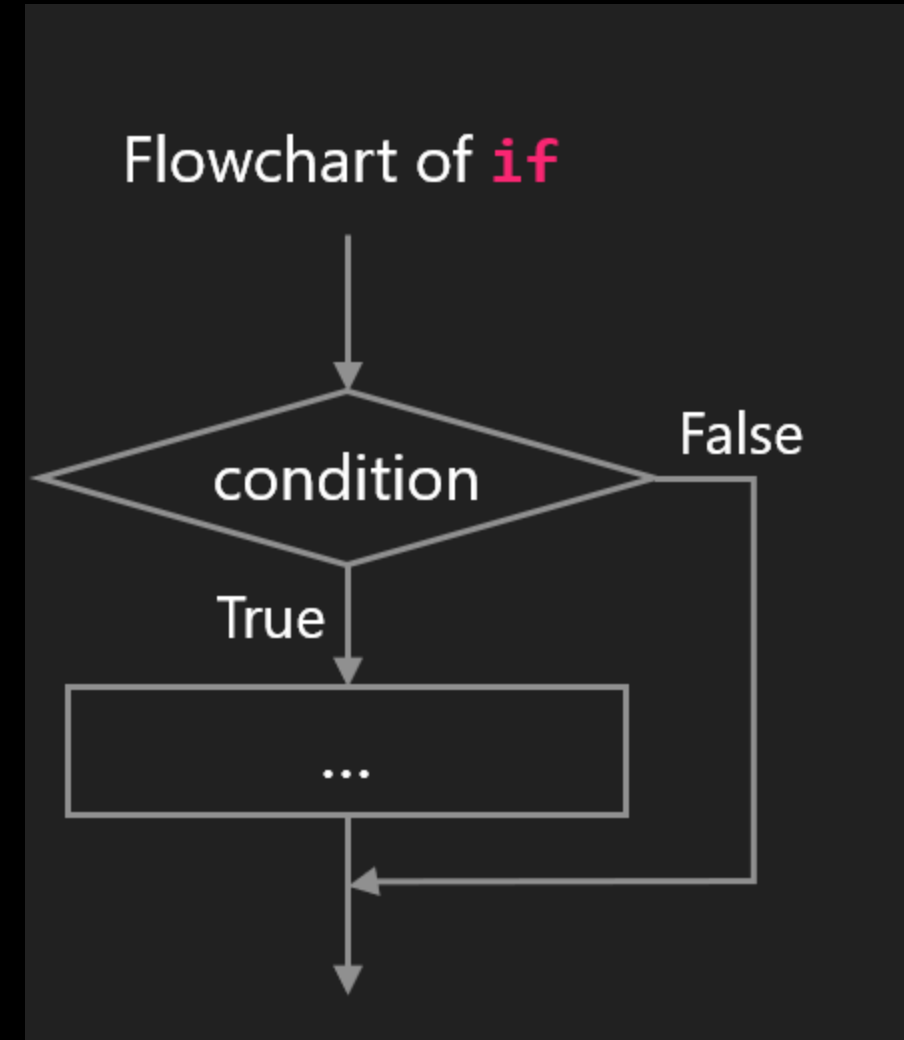 Flowchart of if
condition
False
True
...